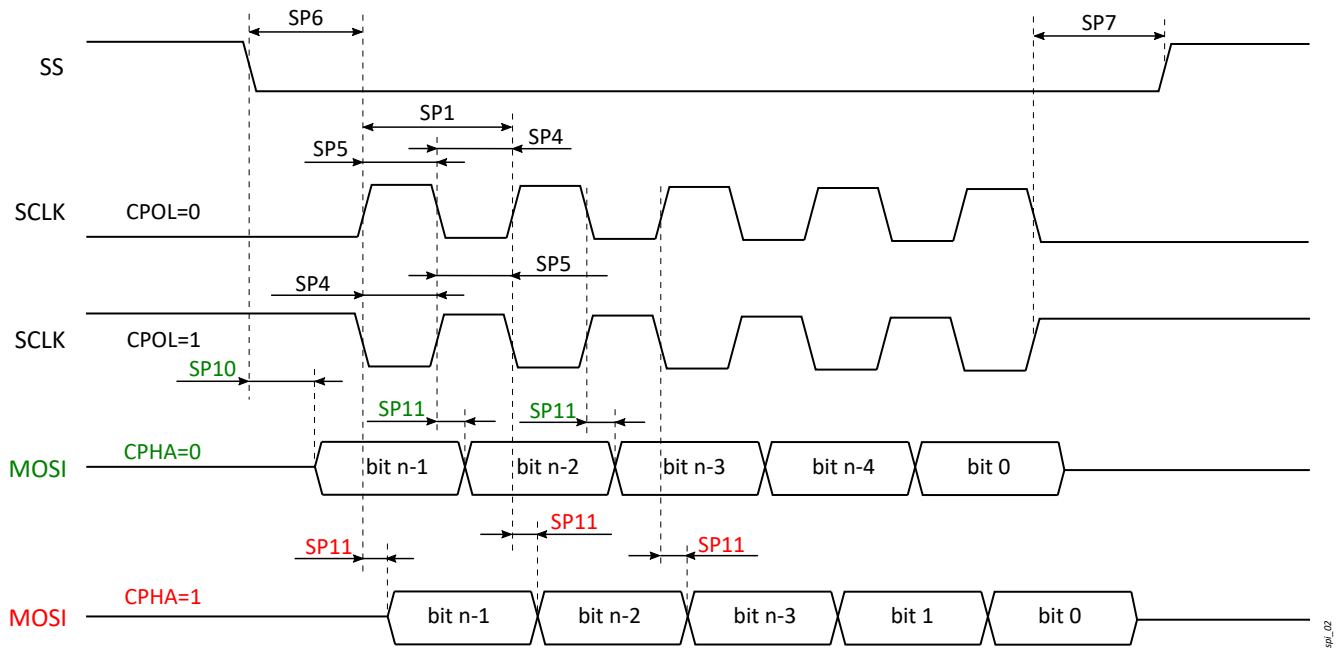 SP6
SP7
SS
SP1
SP5
SP4
SCLK CPOL=0
SP5
SP4
SCLK CPOL=1
SP10
SP11 SP11
MOSI CPHA=0 bit n-1 bit n-2 bit n-3 bit n-4 bit 0
SP11 SP11 SP11
MOSI CPHA=1 bit n-1 bit n-2 bit n-3 bit 1 bit 0
spi_02